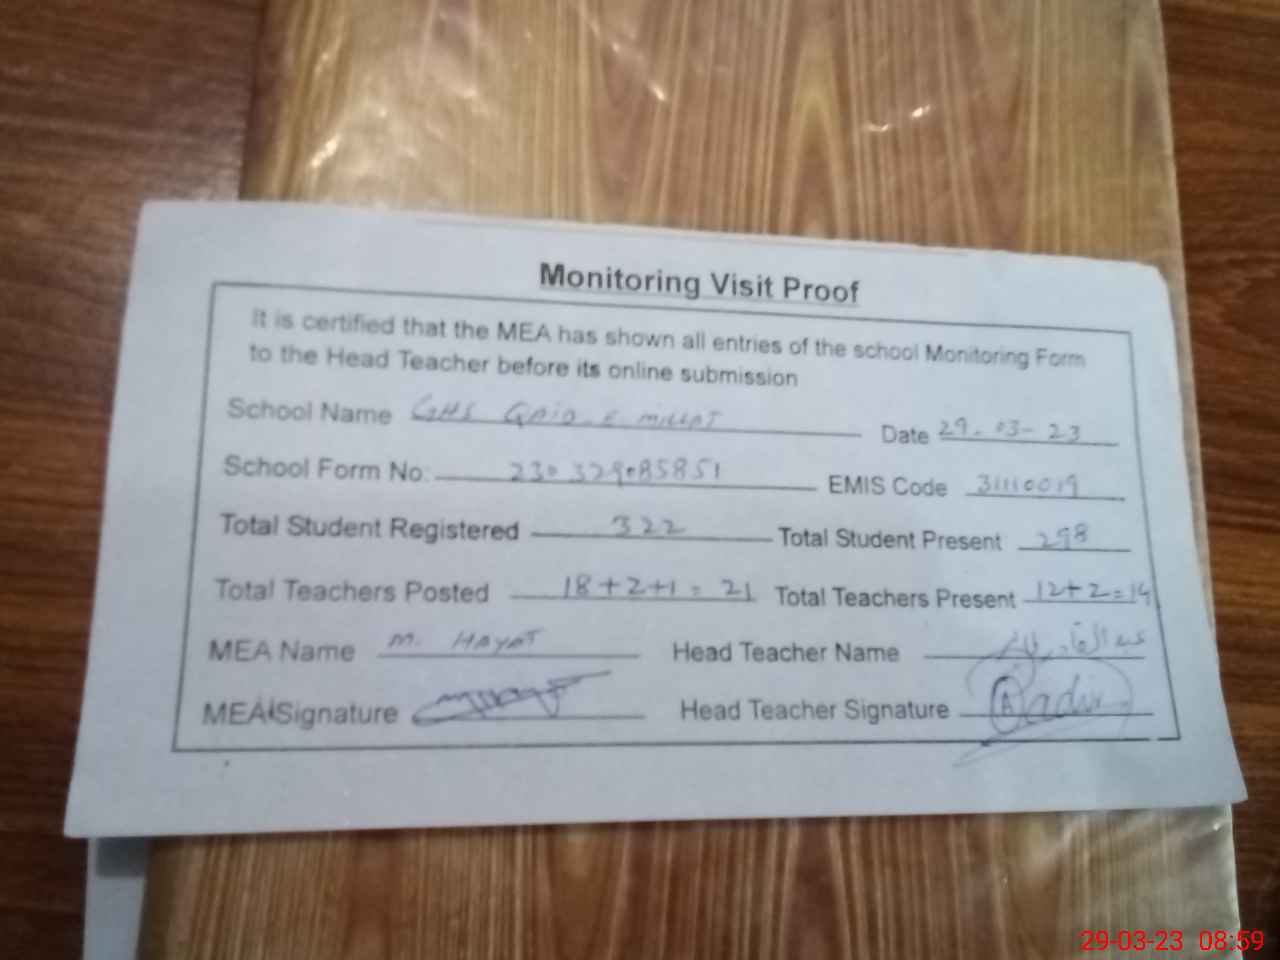 Monitoring Visit Proof
It is certified that the MEA has shown all entries of the school Monitoring Form
to the Head Teacher before its online submission
School Name GHS QAID E MILLAT Date 29-03-23
School Form No: 230329085851 EMIS Code 31110019
Total Student Registered 322 Total Student Present 298
Total Teachers Posted 18+2+1=21 Total Teachers Present 12+2=14
MEA Name M. HAYAT Head Teacher Name
MEA Signature Head Teacher Signature Qadir
29-03-23 08:59